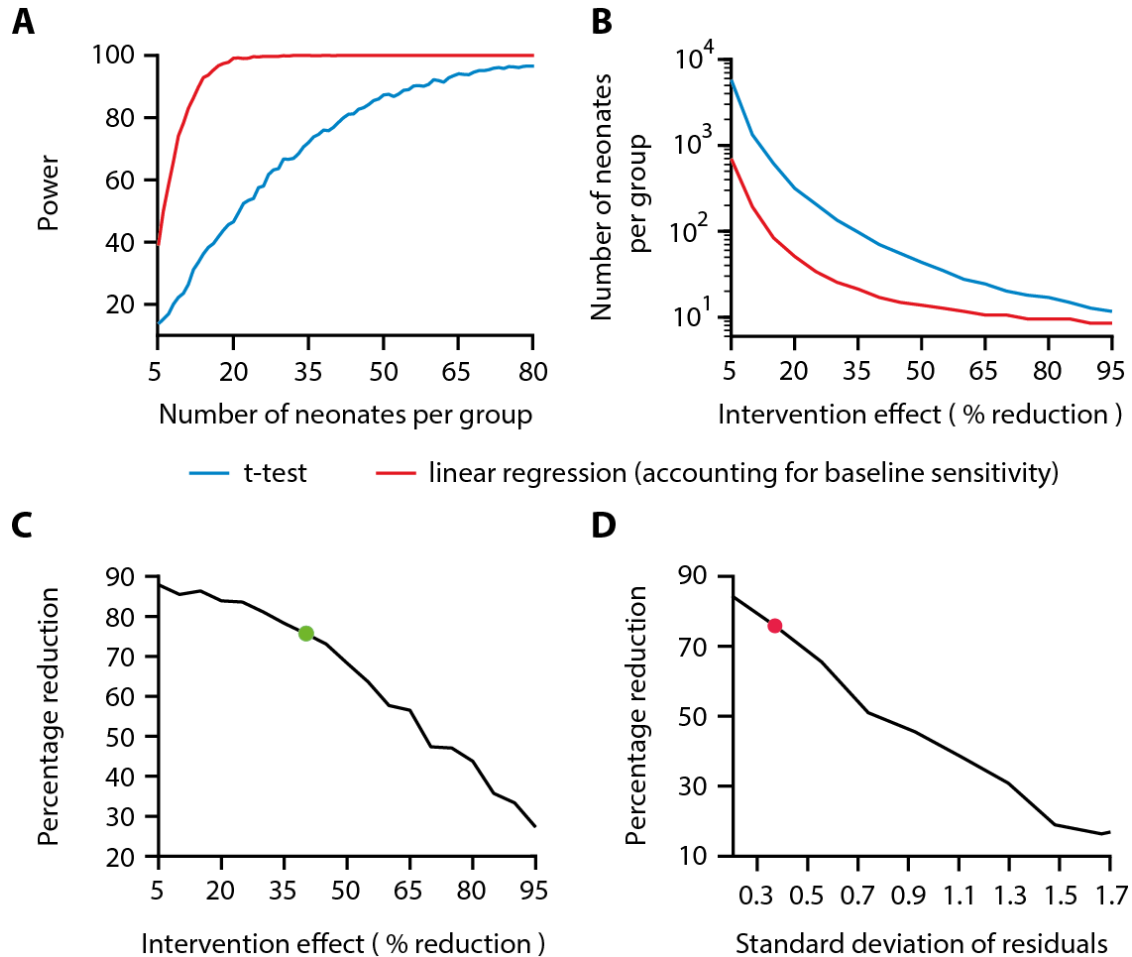 A
Power
100
80
60
40
20
5 20 35 50 65 80
Number of neonates per group
B
Number of neonates
per group
10^4
10^3
10^2
10^1
5 20 35 50 65 80 95
Intervention effect ( % reduction )
t-test
linear regression (accounting for baseline sensitivity)
C
Percentage reduction
90
80
70
60
50
40
30
20
5 20 35 50 65 80 95
Intervention effect ( % reduction )
D
Percentage reduction
90
70
50
30
10
0.3 0.5 0.7 0.9 1.1 1.3 1.5 1.7
Standard deviation of residuals